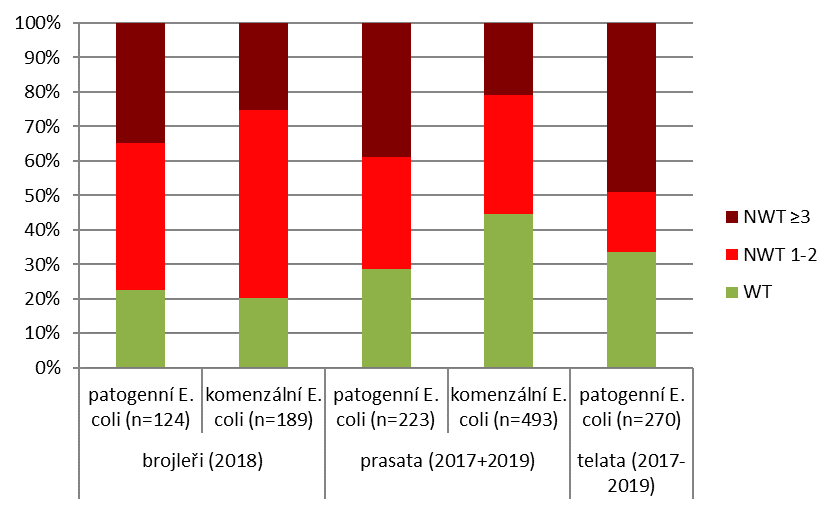 100%
90%
80%
70%
60%
50%
40%
30%
20%
10%
0%
patogenní E.
coli (n=124)
komenzální E.
coli (n=189)
patogenní E.
coli (n=223)
komenzální E.
coli (n=493)
patogenní E.
coli (n=270)
brojleři (2018)
prasata (2017+2019)
telata (2017-
2019)
NWT ≥3
NWT 1-2
WT